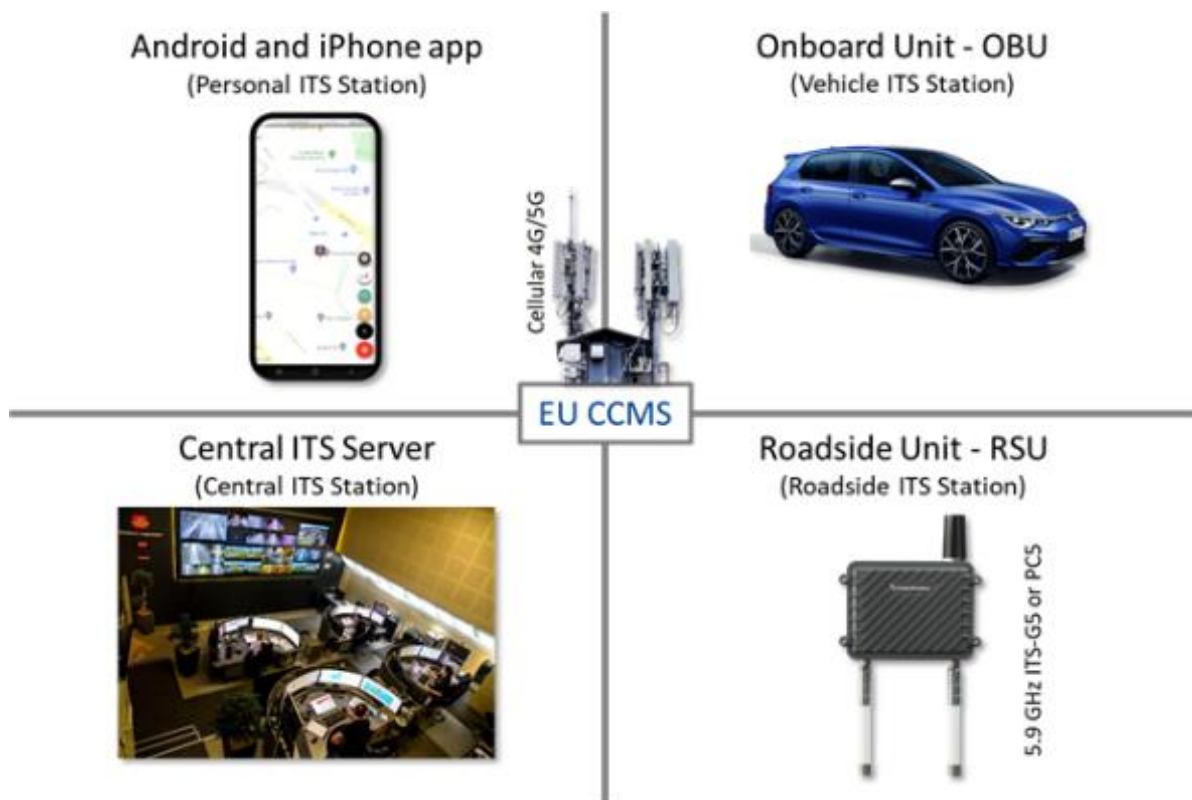 Android and iPhone app
(Personal ITS Station)
Onboard Unit - OBU
(Vehicle ITS Station)
Cellular 4G/5G
EU CCMS
Central ITS Server
(Central ITS Station)
Roadside Unit - RSU
(Roadside ITS Station)
5.9 GHz ITS-G5 or PC5